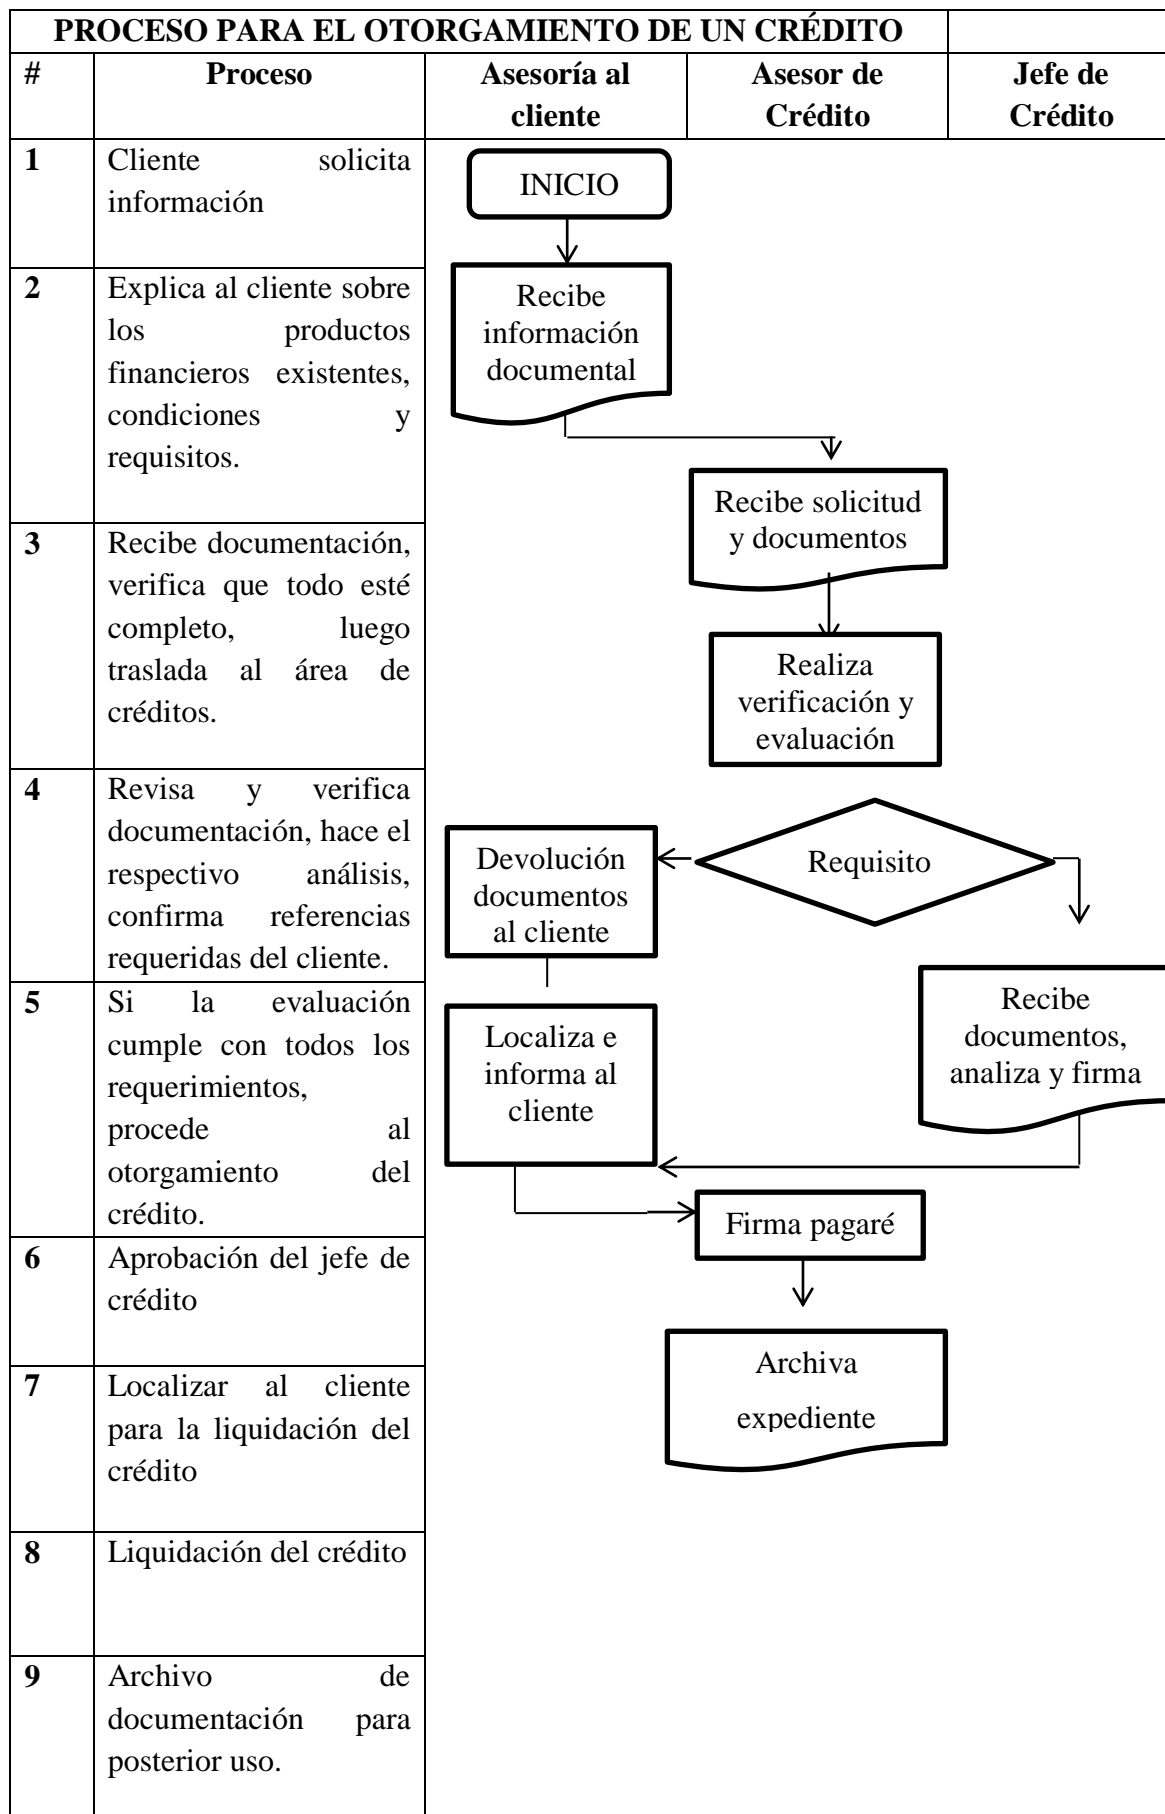 PROCESO PARA EL OTORGAMIENTO DE UN CRÉDITO
#
Proceso
Asesoría al
cliente
Asesor de
Crédito
Jefe de
Crédito
1
Cliente solicita
información
2
Explica al cliente sobre
los productos
financieros existentes,
condiciones y
requisitos.
3
Recibe documentación,
verifica que todo esté
completo, luego
traslada al área de
créditos.
4
Revisa y verifica
documentación, hace el
respectivo análisis,
confirma referencias
requeridas del cliente.
5
Si la evaluación
cumple con todos los
requerimientos,
procede al
otorgamiento del
crédito.
6
Aprobación del jefe de
crédito
7
Localizar al cliente
para la liquidación del
crédito
8
Liquidación del crédito
9
Archivo de
documentación para
posterior uso.
INICIO
Recibe
información
documental
Recibe solicitud
y documentos
Realiza
verificación y
evaluación
Requisito
Devolución
documentos
al cliente
Recibe
documentos,
analiza y firma
Localiza e
informa al
cliente
Firma pagaré
Archiva
expediente